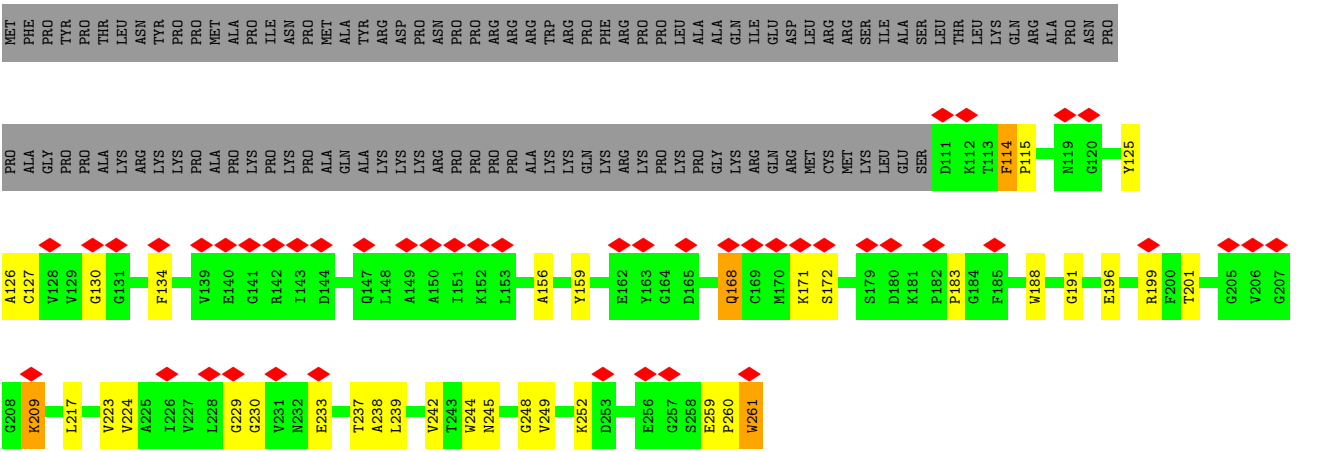 MET PHE PRO TYR PRO THR LEU ASN TYR PRO PRO MET ALA PRO ILE ASN PRO MET ALA TYR ARG ASP PRO ASN PRO PRO ARG ARG ARG TRP ARG PRO PHE ARG PRO PRO LEU ALA ALA GLN ILE GLU ASP LEU ARG ARG SER ILE ALA SER LEU THR LEU LYS GLN ARG ALA PRO ASN PRO
PRO ALA GLY PRO PRO ALA LYS ARG LYS LYS PRO ALA PRO LYS PRO LYS PRO ALA GLN ALA LYS LYS LYS ARG PRO PRO PRO PRO ALA LYS LYS GLN LYS ARG LYS PRO LYS PRO GLY LYS ARG GLN ARG MET CYS MET LYS LEU GLU SER D111 K112 T113 F114 P115 N119 G120 Y125
A126 C127 V128 V129 G130 G131 F134 V139 E140 G141 R142 I143 D144 Q147 L148 A149 A150 I151 K152 L153 A156 Y159 E162 Y163 G164 D165 Q168 C169 M170 K171 S172 S179 D180 K181 P182 P183 G184 F185 W188 G191 E196 R199 F200 T201 G205 V206 G207
G208 K209 L217 V223 V224 A225 I226 V227 L228 G229 G230 V231 N232 E233 T237 A238 L239 V242 T243 W244 N245 G248 V249 K252 D253 E256 G257 S258 E259 P260 W261